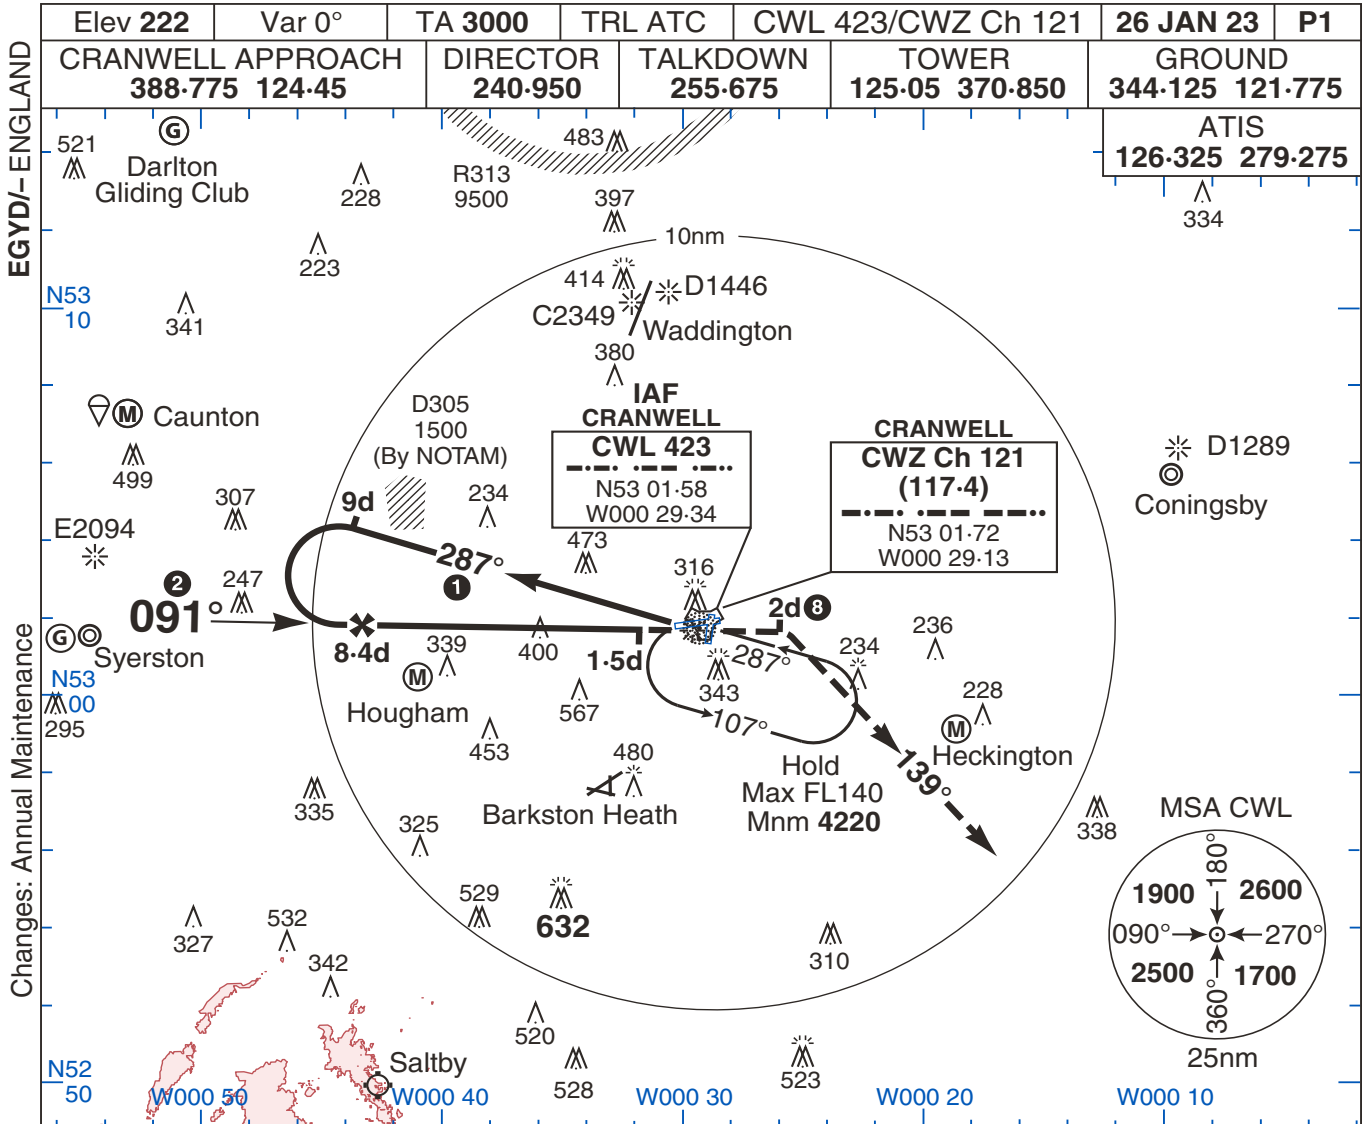 Elev 222
Var 0°
TA 3000
TRL ATC
CWL 423/CWZ Ch 121
26 JAN 23
P1
CRANWELL APPROACH
388·775 124·45
DIRECTOR
240·950
TALKDOWN
255·675
TOWER
125·05 370·850
GROUND
344·125 121·775
ATIS
126·325 279·275
EGYD/– ENGLAND
Changes: Annual Maintenance
521
G
Darlton
Gliding Club
228
R313
9500
483
397
334
223
10nm
N53
10
341
414
D1446
C2349
Waddington
380
M
Caunton
D305
1500
(By NOTAM)
IAF
CRANWELL
CWL 423
N53 01·58
W000 29·34
CRANWELL
CWZ Ch 121
(117·4)
N53 01·72
W000 29·13
D1289
Coningsby
499
307
9d
234
E2094
473
287°
1
316
2
247
091°
2d 8
G
Syerston
8·4d
339
400
1·5d
287°
234
236
M
Hougham
343
N53
00
295
567
107°
228
M
Heckington
453
480
Hold
Max FL140
Mnm 4220
139°
335
Barkston Heath
325
338
MSA CWL
180°
1900
2600
090°
270°
2500
1700
360°
25nm
529
632
327
532
310
342
520
528
523
Saltby
N52
50
W000 50
W000 40
W000 30
W000 20
W000 10